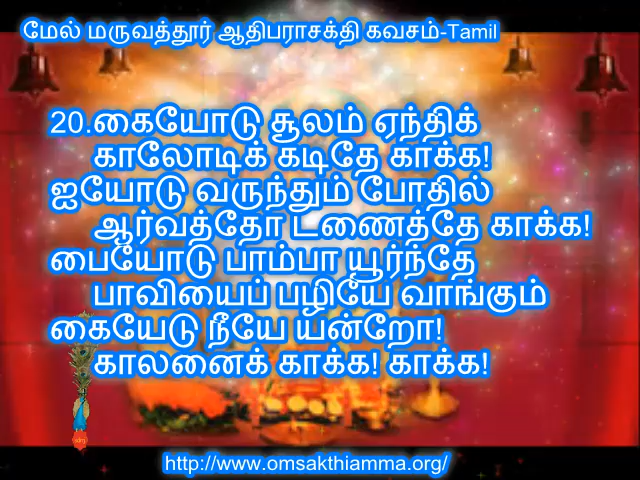 மேல் மருவத்தூர் ஆதிபராசக்தி கவசம்-Tamil
20.கையோடு சூலம் ஏந்திக்
காலோடிக் கடிதே காக்க!
ஐயோடு வருந்தும் போதில்
ஆர்வத்தோ டணைத்தே காக்க!
பையோடு பாம்பா யூர்ந்தே
பாவியைப் பழியே வாங்கும்
கையேடு நீயே யன்றோ!
காலனைக் காக்க! காக்க!
http://www.omsakthiamma.org/